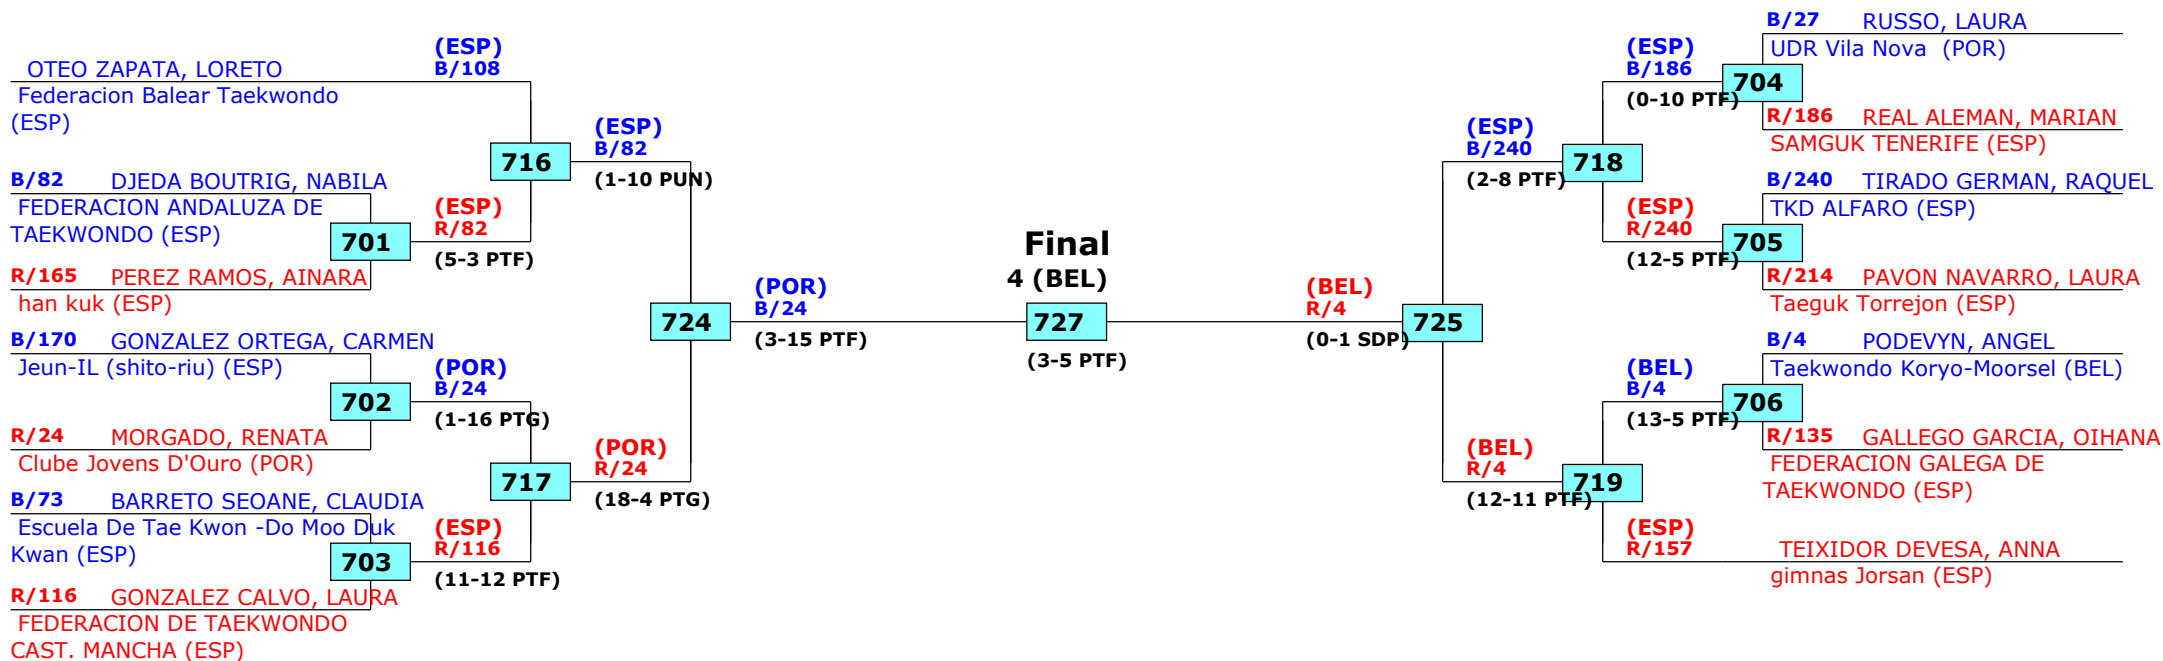 OTEO ZAPATA, LORETO
Federacion Balear Taekwondo
(ESP)
B/82 DJEDA BOUTRIG, NABILA
FEDERACION ANDALUZA DE
TAEKWONDO (ESP)
R/165 PEREZ RAMOS, AINARA
han kuk (ESP)
B/170 GONZALEZ ORTEGA, CARMEN
Jeun-IL (shito-riu) (ESP)
R/24 MORGADO, RENATA
Clube Jovens D'Ouro (POR)
B/73 BARRETO SEOANE, CLAUDIA
Escuela De Tae Kwon -Do Moo Duk
Kwan (ESP)
R/116 GONZALEZ CALVO, LAURA
FEDERACION DE TAEKWONDO
CAST. MANCHA (ESP)
701
702
703
(ESP)
B/108
(ESP)
R/82
(5-3 PTF)
(POR)
B/24
(1-16 PTG)
(ESP)
R/116
(11-12 PTF)
716
717
(ESP)
B/82
(1-10 PUN)
(POR)
R/24
(18-4 PTG)
724
(POR)
B/24
(3-15 PTF)
Final
4 (BEL)
727
(3-5 PTF)
(BEL)
R/4
(0-1 SDP)
725
(ESP)
B/240
(2-8 PTF)
(BEL)
R/4
(12-11 PTF)
718
719
(ESP)
B/186
(0-10 PTF)
(ESP)
R/240
(12-5 PTF)
(BEL)
B/4
(13-5 PTF)
(ESP)
R/157
704
705
706
B/27 RUSSO, LAURA
UDR Vila Nova (POR)
R/186 REAL ALEMAN, MARIAN
SAMGUK TENERIFE (ESP)
B/240 TIRADO GERMAN, RAQUEL
TKD ALFARO (ESP)
R/214 PAVON NAVARRO, LAURA
Taeguk Torrejon (ESP)
B/4 PODEVYN, ANGEL
Taekwondo Koryo-Moorsel (BEL)
R/135 GALLEGO GARCIA, OIHANA
FEDERACION GALEGA DE
TAEKWONDO (ESP)
TEIXIDOR DEVESA, ANNA
gimnas Jorsan (ESP)